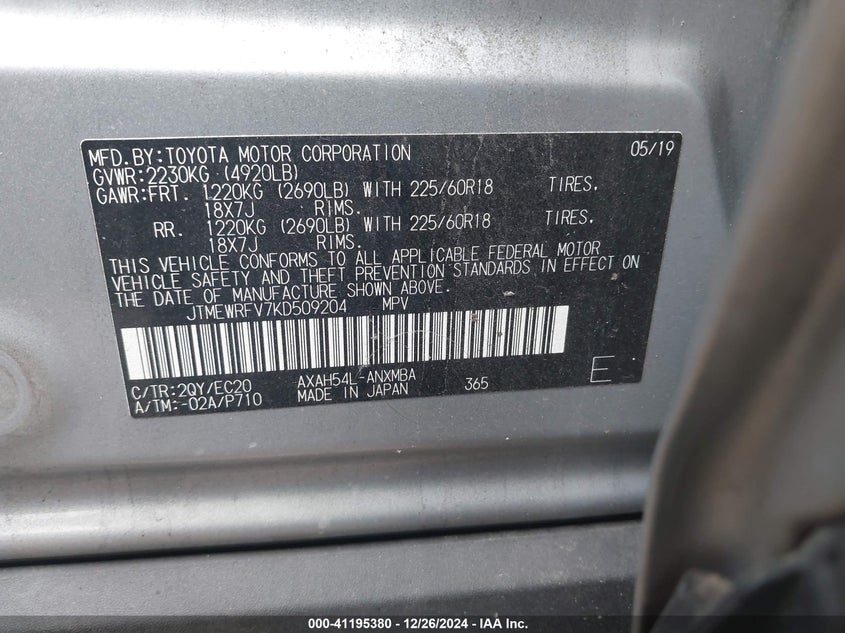 MFD.BY:TOYOTA MOTOR CORPORATION 05/19
GVWR:2230KG (4920LB)
GAWR:FRT. 1220KG (2690LB) WITH 225/60R18 TIRES,
18X7J RIMS.
RR. 1220KG (2690LB) WITH 225/60R18 TIRES,
18X7J RIMS.
THIS VEHICLE CONFORMS TO ALL APPLICABLE FEDERAL MOTOR
VEHICLE SAFETY AND THEFT PREVENTION STANDARDS IN EFFECT ON
THE DATE OF MANUFACTURE SHOWN ABOVE.
JTMEWRFV7KD509204 MPV
C/TR:2QY/EC20 AXAH54L-ANXMBA 365 E
A/TM:-02A/P710 MADE IN JAPAN
000-41195380 - 12/26/2024 - IAA Inc.